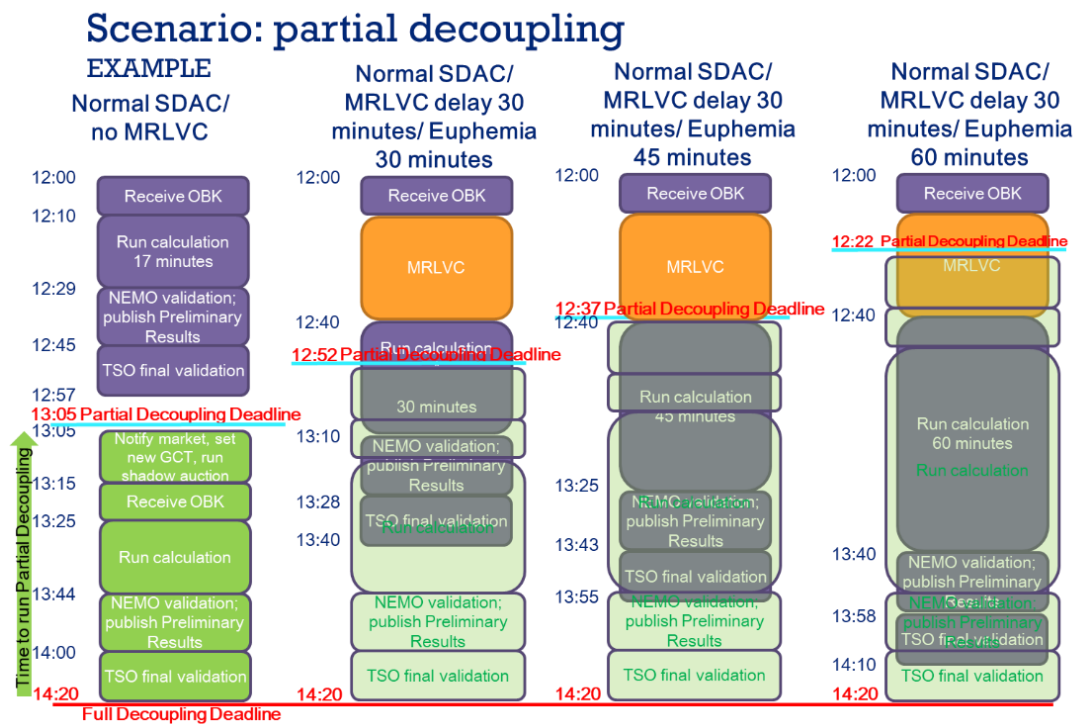 Scenario: partial decoupling
EXAMPLE
Normal SDAC/
no MRLVC
12:00
Receive OBK
12:10
Run calculation
17 minutes
12:29
NEMO validation;
publish Preliminary
Results
12:45
TSO final validation
12:57
13:05 Partial Decoupling Deadline
13:05
Notify market, set
new GCT, run
shadow auction
13:15
Receive OBK
13:25
Run calculation
13:44
NEMO validation;
publish Preliminary
Results
14:00
TSO final validation
14:20
Full Decoupling Deadline
Time to run Partial Decoupling
Normal SDAC/
MRLVC delay 30
minutes/ Euphemia
30 minutes
12:00
Receive OBK
MRLVC
12:40
Run calculation
12:52 Partial Decoupling Deadline
30 minutes
13:10
NEMO validation;
publish Preliminary
Results
13:28
TSO final validation
Run calculation
13:40
NEMO validation;
publish Preliminary
Results
TSO final validation
14:20
Normal SDAC/
MRLVC delay 30
minutes/ Euphemia
45 minutes
12:00
Receive OBK
MRLVC
12:37 Partial Decoupling Deadline
12:40
Run calculation
45 minutes
13:25
NEMO validation;
Run calculation
publish Preliminary
Results
13:43
TSO final validation
13:55
NEMO validation;
publish Preliminary
Results
TSO final validation
14:20
Normal SDAC/
MRLVC delay 30
minutes/ Euphemia
60 minutes
12:00
Receive OBK
12:22 Partial Decoupling Deadline
MRLVC
12:40
Run calculation
60 minutes
Run calculation
13:40
NEMO validation;
publish Preliminary
Results
NEMO validation;
13:58
publish Preliminary
TSO final validation
Results
14:10
TSO final validation
14:20